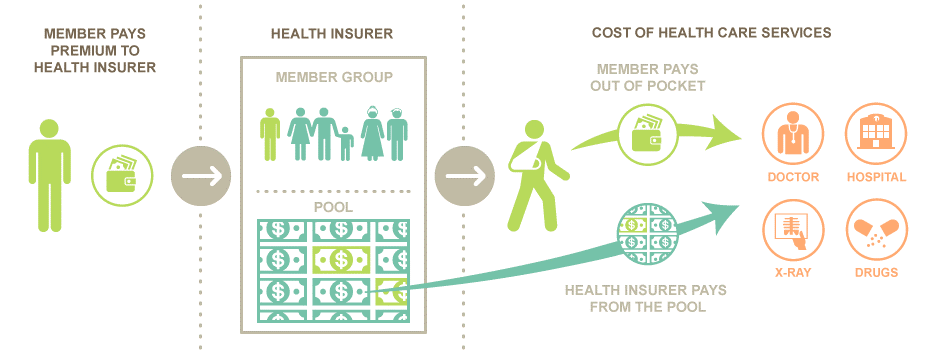 MEMBER PAYS
PREMIUM TO
HEALTH INSURER
HEALTH INSURER
MEMBER GROUP
POOL
$ $ $
$ $ $
$ $ $
$ $ $
COST OF HEALTH CARE SERVICES
MEMBER PAYS
OUT OF POCKET
DOCTOR
HOSPITAL
X-RAY
DRUGS
HEALTH INSURER PAYS
FROM THE POOL